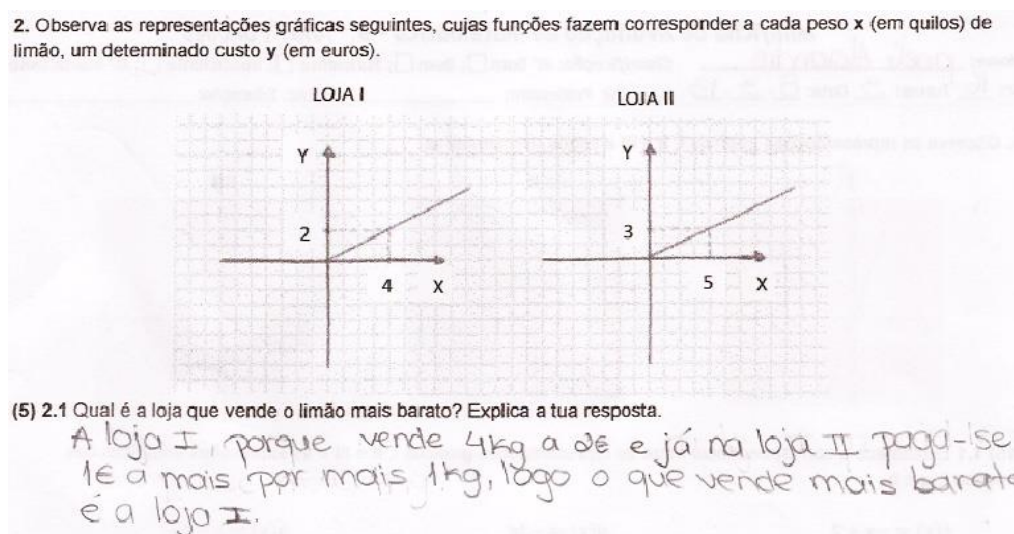 2. Observa as representações gráficas seguintes, cujas funções fazem corresponder a cada peso x (em quilos) de
limão, um determinado custo y (em euros).
LOJA I
LOJA II
Y
Y
2
3
4
X
5
X
(5) 2.1 Qual é a loja que vende o limão mais barato? Explica a tua resposta.
A loja I, porque vende 4kg a 2€ e já na loja II paga-se
1€ a mais por mais 1kg, logo o que vende mais barato
é a loja I.